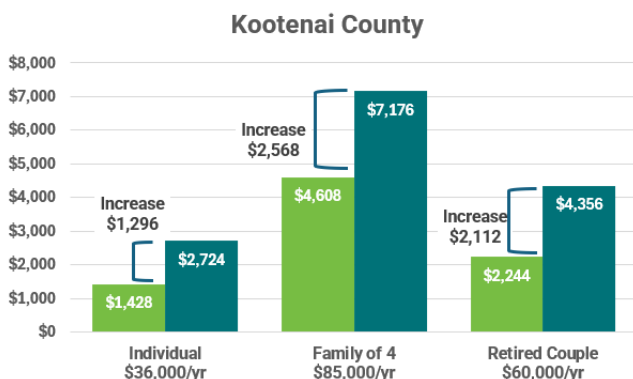 Kootenai County
$8,000
$7,000
$6,000
$5,000
$4,000
$3,000
$2,000
$1,000
$0
Increase
$1,296
$1,428
$2,724
Increase
$2,568
$4,608
$7,176
Increase
$2,112
$2,244
$4,356
Individual
$36,000/yr
Family of 4
$85,000/yr
Retired Couple
$60,000/yr